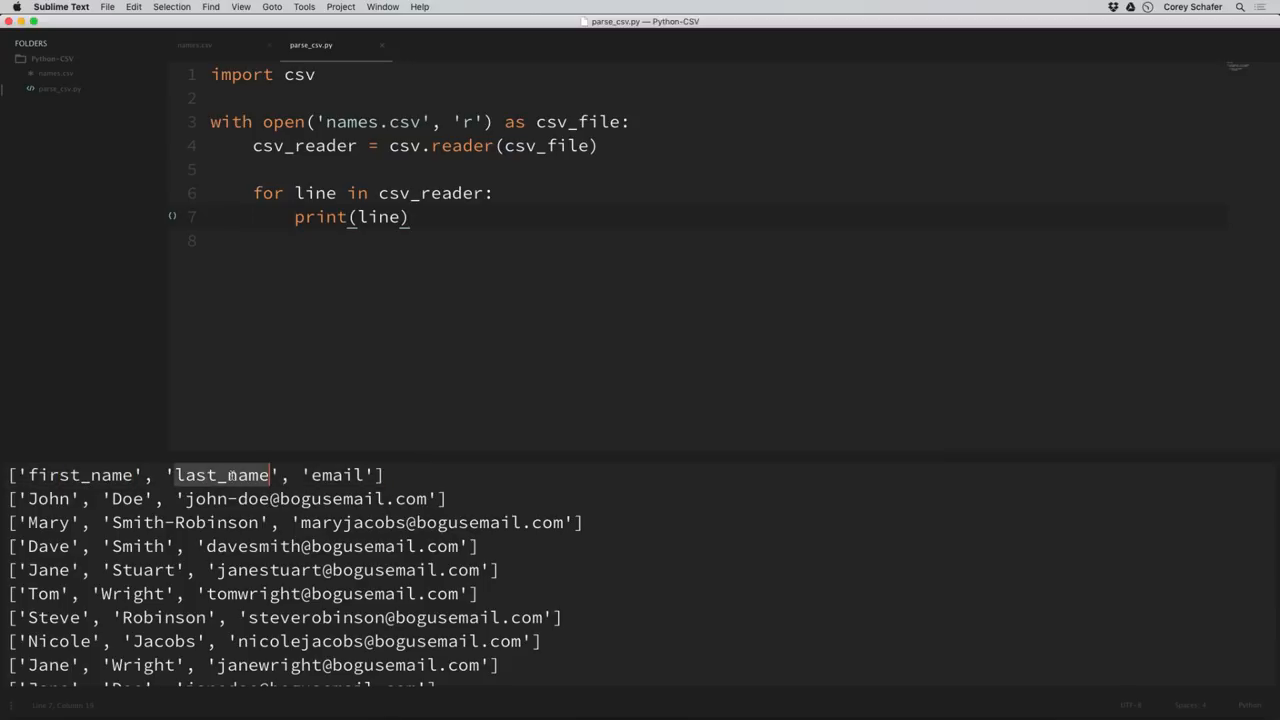 Sublime Text File Edit Selection Find View Goto Tools Project Window Help Corey Schafer
parse_csv.py — Python-CSV
FOLDERS
Python-CSV
names.csv
parse_csv.py
names.csv parse_csv.py
1 import csv
2
3 with open('names.csv', 'r') as csv_file:
4 csv_reader = csv.reader(csv_file)
5
6 for line in csv_reader:
7 print(line)
8
['first_name', 'last_name', 'email']
['John', 'Doe', 'john-doe@bogusemail.com']
['Mary', 'Smith-Robinson', 'maryjacobs@bogusemail.com']
['Dave', 'Smith', 'davesmith@bogusemail.com']
['Jane', 'Stuart', 'janestuart@bogusemail.com']
['Tom', 'Wright', 'tomwright@bogusemail.com']
['Steve', 'Robinson', 'steverobinson@bogusemail.com']
['Nicole', 'Jacobs', 'nicolejacobs@bogusemail.com']
['Jane', 'Wright', 'janewright@bogusemail.com']
['Jane', 'Doe', 'janedoe@bogusemail.com']
Line 7, Column 18 UTF-8 Spaces: 4 Python